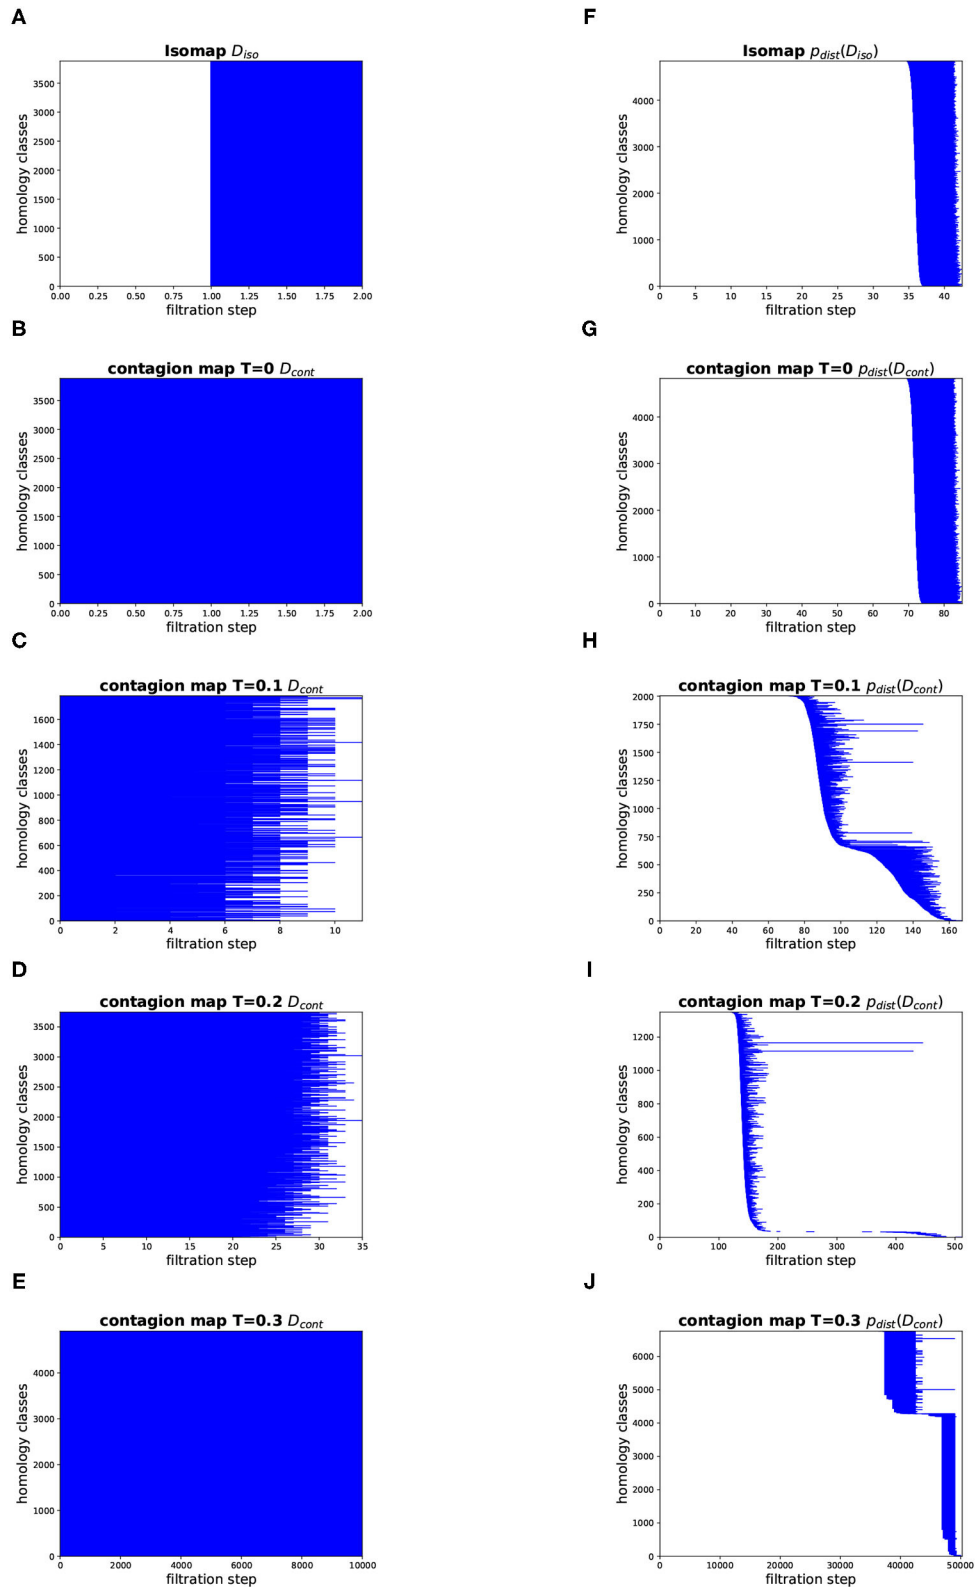 A
Isomap D_iso
homology classes
3500
3000
2500
2000
1500
1000
500
0
0.00 0.25 0.50 0.75 1.00 1.25 1.50 1.75 2.00
filtration step
F
Isomap p_dist(D_iso)
homology classes
4000
3000
2000
1000
0
0 5 10 15 20 25 30 35 40
filtration step
B
contagion map T=0 D_cont
homology classes
3500
3000
2500
2000
1500
1000
500
0
0.00 0.25 0.50 0.75 1.00 1.25 1.50 1.75 2.00
filtration step
G
contagion map T=0 p_dist(D_cont)
homology classes
4000
3000
2000
1000
0
0 10 20 30 40 50 60 70 80
filtration step
C
contagion map T=0.1 D_cont
homology classes
1600
1400
1200
1000
800
600
400
200
0
0 2 4 6 8 10
filtration step
H
contagion map T=0.1 p_dist(D_cont)
homology classes
2000
1750
1500
1250
1000
750
500
250
0
0 20 40 60 80 100 120 140 160
filtration step
D
contagion map T=0.2 D_cont
homology classes
3500
3000
2500
2000
1500
1000
500
0
0 5 10 15 20 25 30 35
filtration step
I
contagion map T=0.2 p_dist(D_cont)
homology classes
1200
1000
800
600
400
200
0
0 100 200 300 400 500
filtration step
E
contagion map T=0.3 D_cont
homology classes
4000
3000
2000
1000
0
0 2000 4000 6000 8000 10000
filtration step
J
contagion map T=0.3 p_dist(D_cont)
homology classes
6000
5000
4000
3000
2000
1000
0
0 10000 20000 30000 40000 50000
filtration step